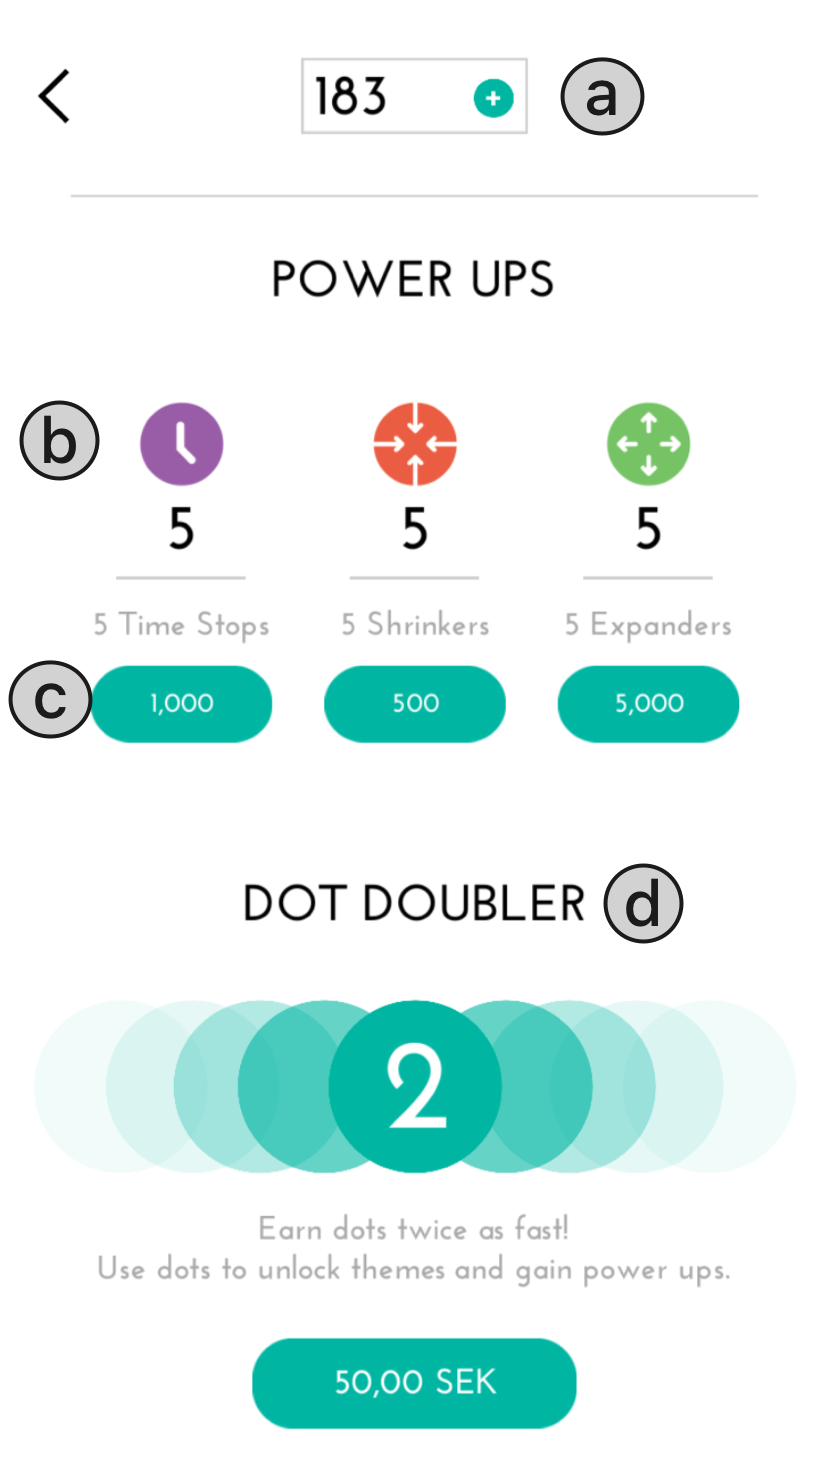 183 + a
POWER UPS
b
5 5 5
5 Time Stops 5 Shrinkers 5 Expanders
c 1,000 500 5,000
DOT DOUBLER d
2
Earn dots twice as fast!
Use dots to unlock themes and gain power ups.
50,00 SEK